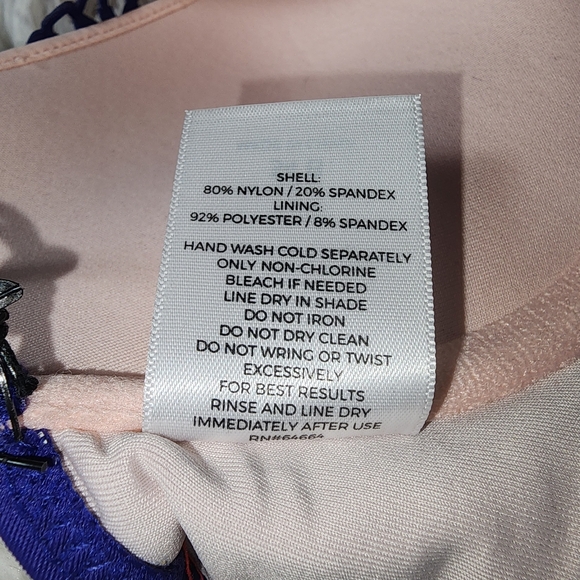 SHELL:
80% NYLON / 20% SPANDEX
LINING:
92% POLYESTER / 8% SPANDEX
HAND WASH COLD SEPARATELY
ONLY NON-CHLORINE
BLEACH IF NEEDED
LINE DRY IN SHADE
DO NOT IRON
DO NOT DRY CLEAN
DO NOT WRING OR TWIST
EXCESSIVELY
FOR BEST RESULTS
RINSE AND LINE DRY
IMMEDIATELY AFTER USE
RN#64664